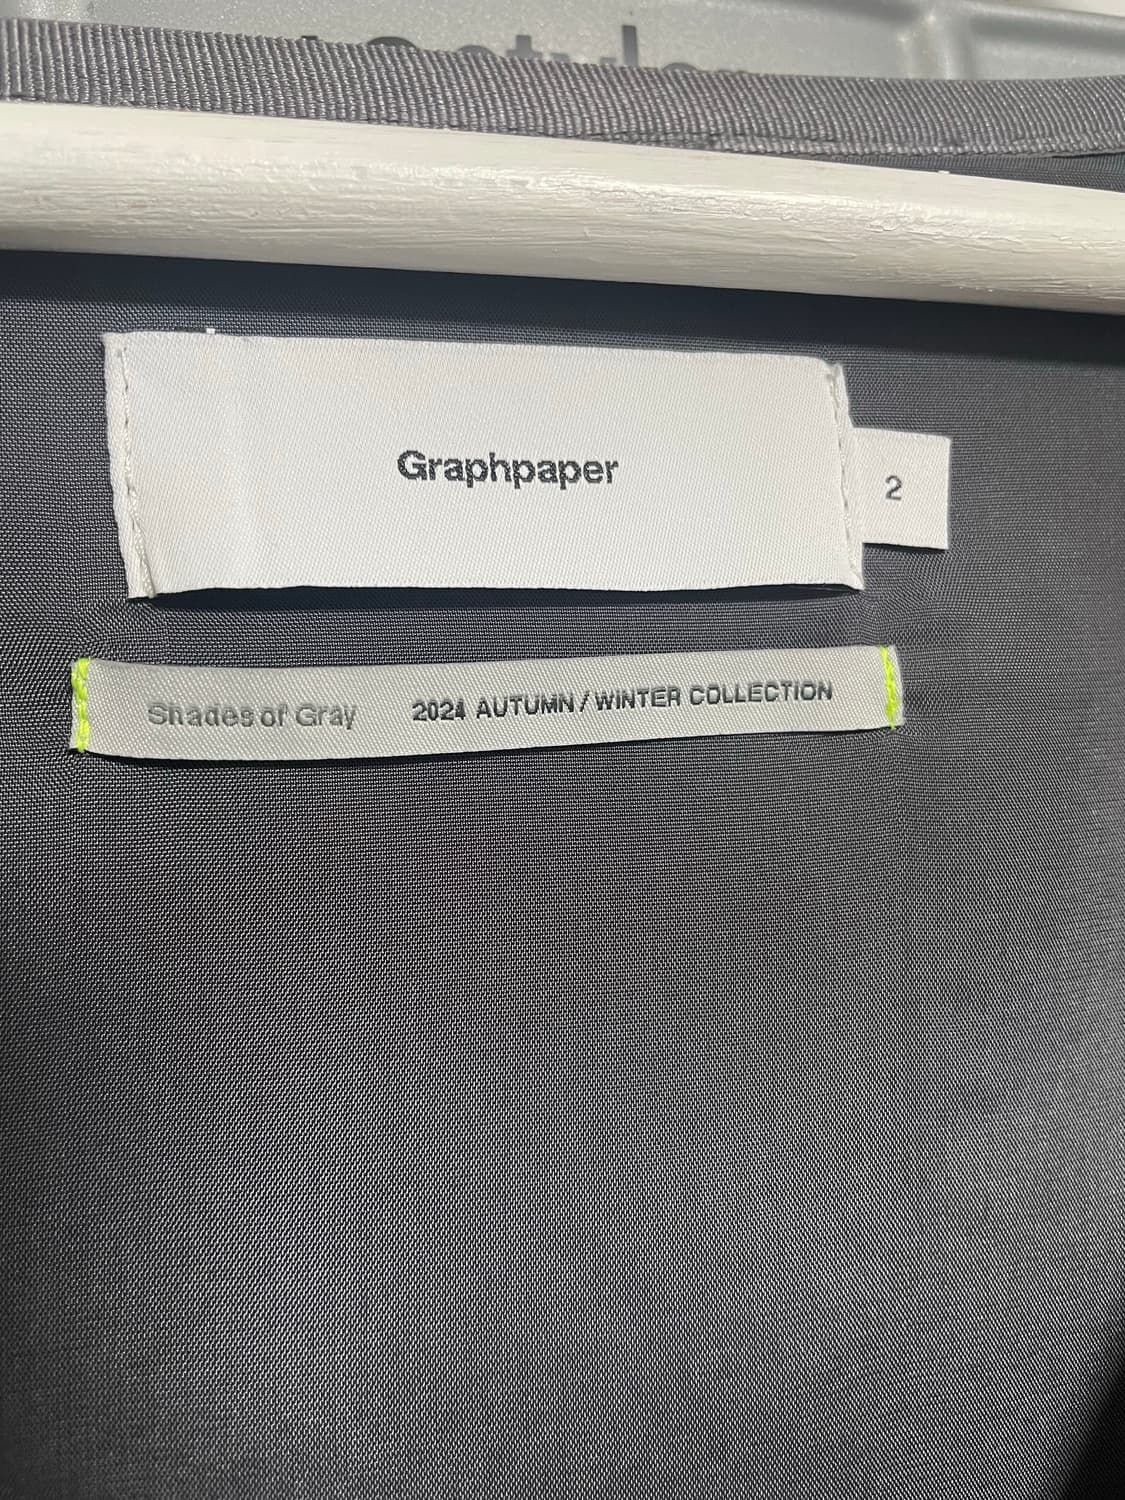 Graphpaper
2
Shades of Gray 2024 AUTUMN / WINTER COLLECTION